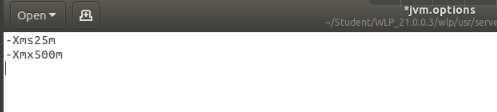 Open
*jvm.options
~/Student/WLP_21.0.0.3/wlp/usr/serve
-Xms25m
-Xmx500m